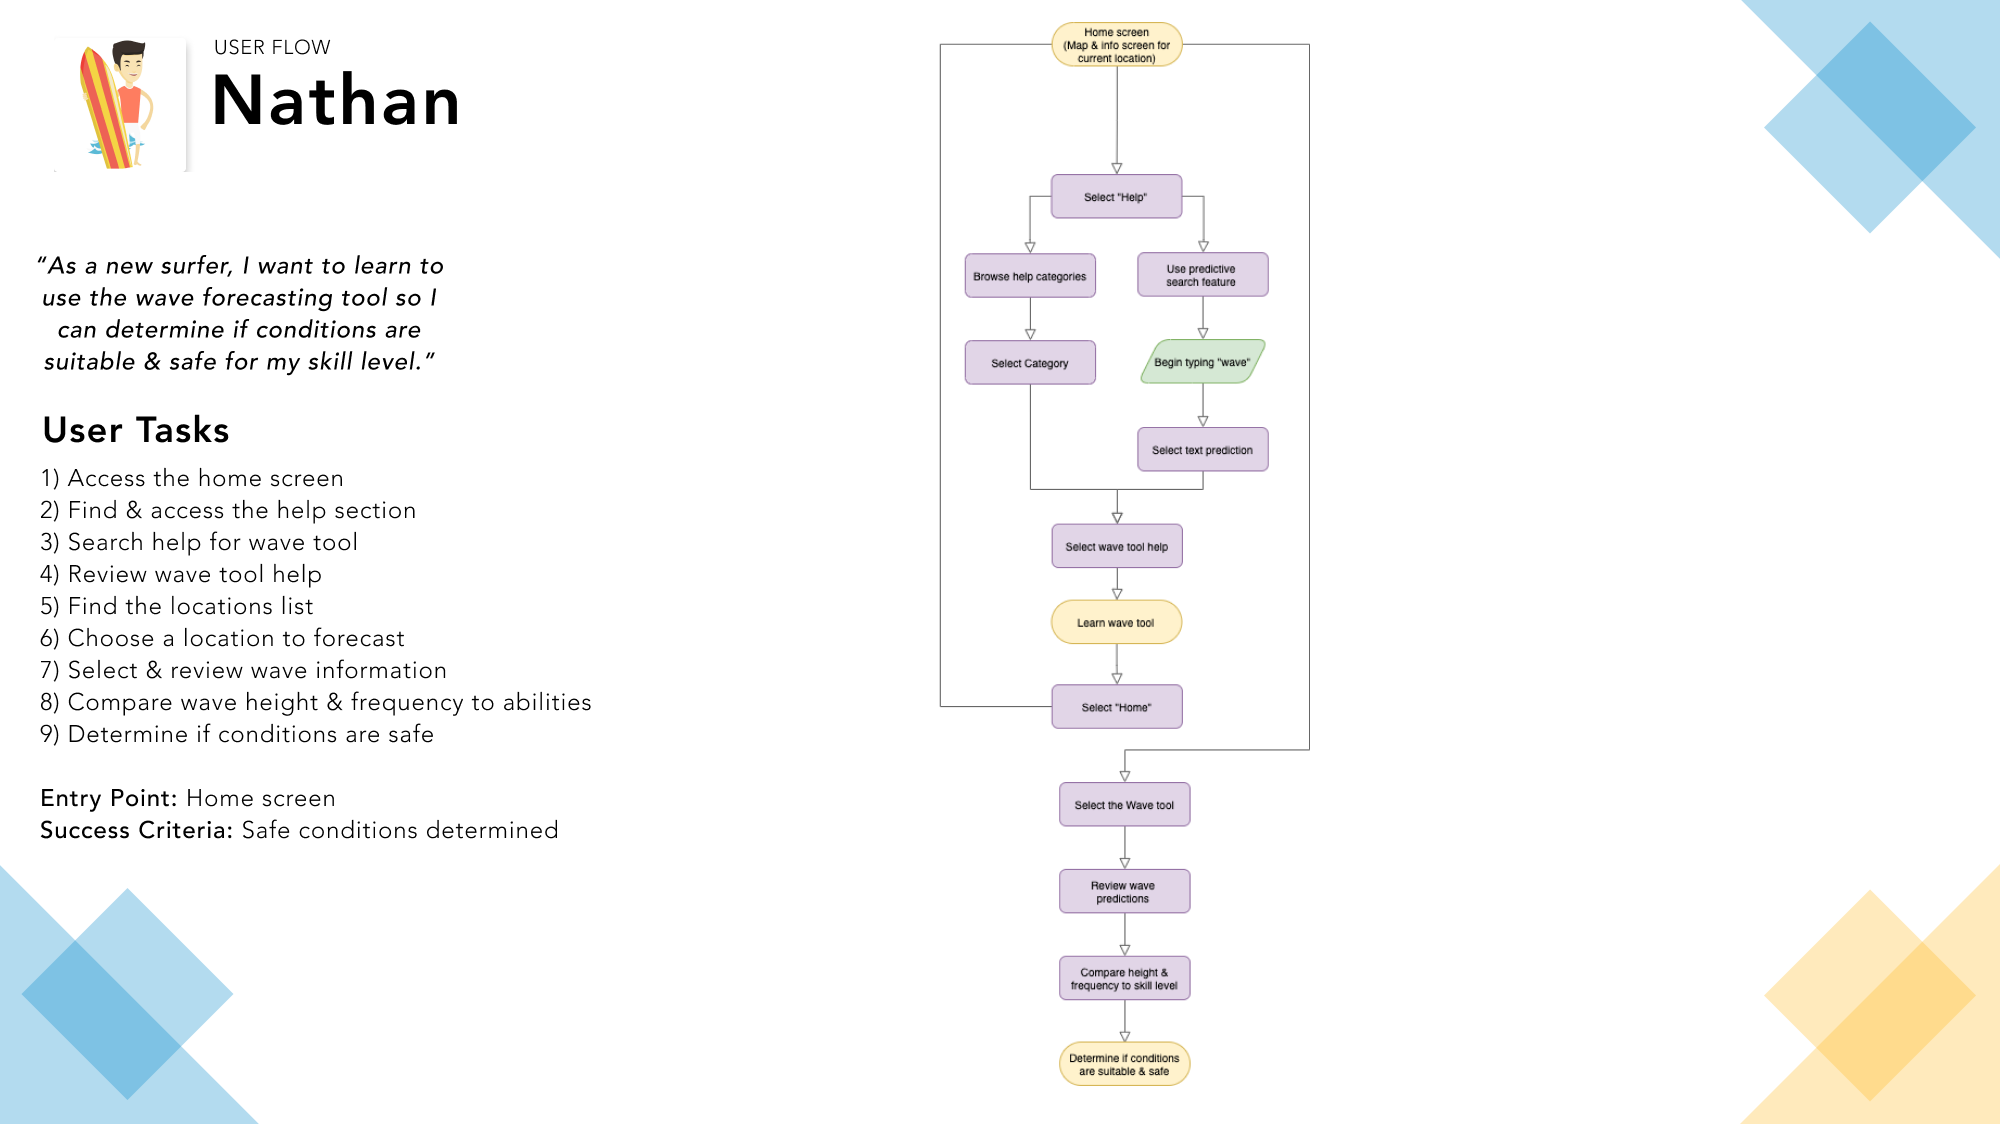 USER FLOW
Nathan
“As a new surfer, I want to learn to
use the wave forecasting tool so I
can determine if conditions are
suitable & safe for my skill level.”
User Tasks
1) Access the home screen
2) Find & access the help section
3) Search help for wave tool
4) Review wave tool help
5) Find the locations list
6) Choose a location to forecast
7) Select & review wave information
8) Compare wave height & frequency to abilities
9) Determine if conditions are safe
Entry Point: Home screen
Success Criteria: Safe conditions determined
Home screen
(Map & info screen for
current location)
Select "Help"
Browse help categories
Use predictive
search feature
Select Category
Begin typing "wave"
Select text prediction
Select wave tool help
Learn wave tool
Select "Home"
Select the Wave tool
Review wave
predictions
Compare height &
frequency to skill level
Determine if conditions
are suitable & safe